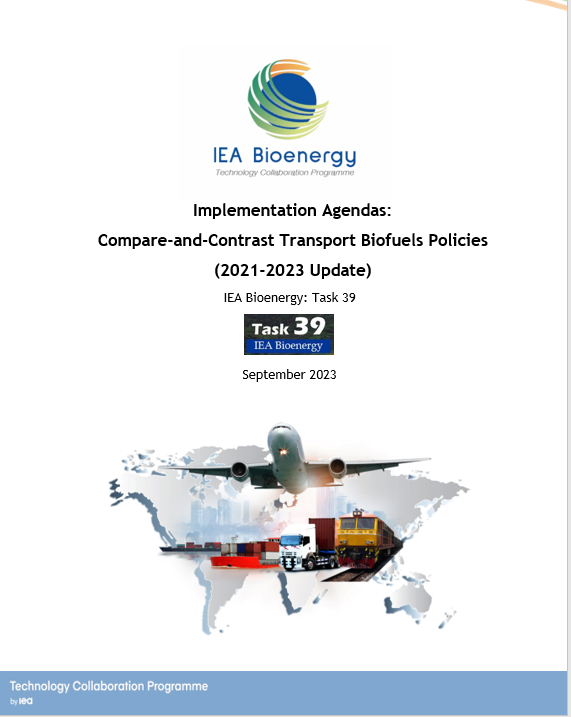 IEA Bioenergy
Technology Collaboration Programme
Implementation Agendas:
Compare-and-Contrast Transport Biofuels Policies
(2021-2023 Update)
IEA Bioenergy: Task 39
Task 39
IEA Bioenergy
September 2023
Technology Collaboration Programme
by iea